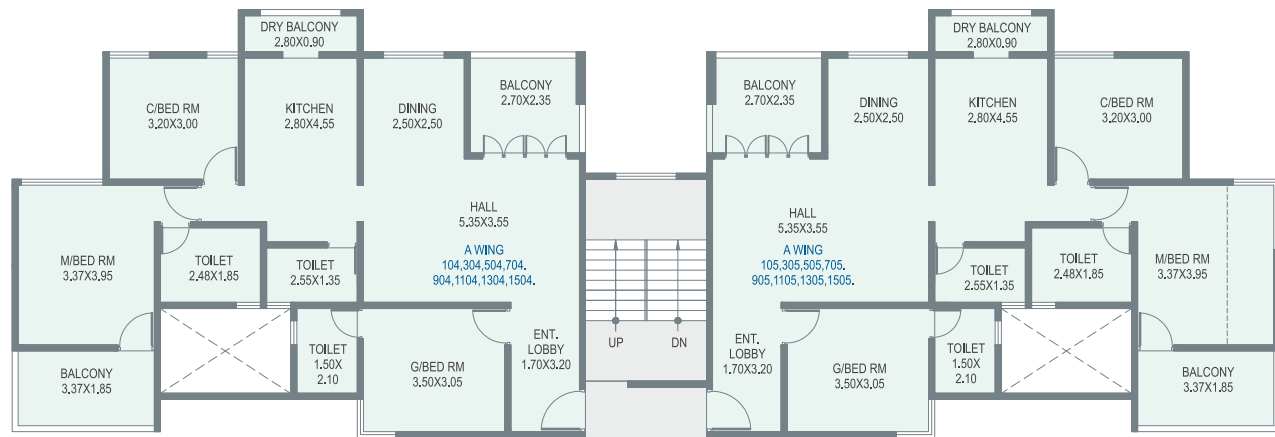 DRY BALCONY
2.80X0.90
C/BED RM
3.20X3.00
KITCHEN
2.80X4.55
DINING
2.50X2.50
BALCONY
2.70X2.35
HALL
5.35X3.55
A WING
104,304,504,704.
904,1104,1304,1504.
M/BED RM
3.37X3.95
TOILET
2.48X1.85
TOILET
2.55X1.35
BALCONY
3.37X1.85
TOILET
1.50X
2.10
G/BED RM
3.50X3.05
ENT.
LOBBY
1.70X3.20
UP
DN
DRY BALCONY
2.80X0.90
BALCONY
2.70X2.35
DINING
2.50X2.50
KITCHEN
2.80X4.55
C/BED RM
3.20X3.00
HALL
5.35X3.55
A WING
105,305,505,705.
905,1105,1305,1505.
TOILET
2.55X1.35
TOILET
2.48X1.85
M/BED RM
3.37X3.95
ENT.
LOBBY
1.70X3.20
G/BED RM
3.50X3.05
TOILET
1.50X
2.10
BALCONY
3.37X1.85